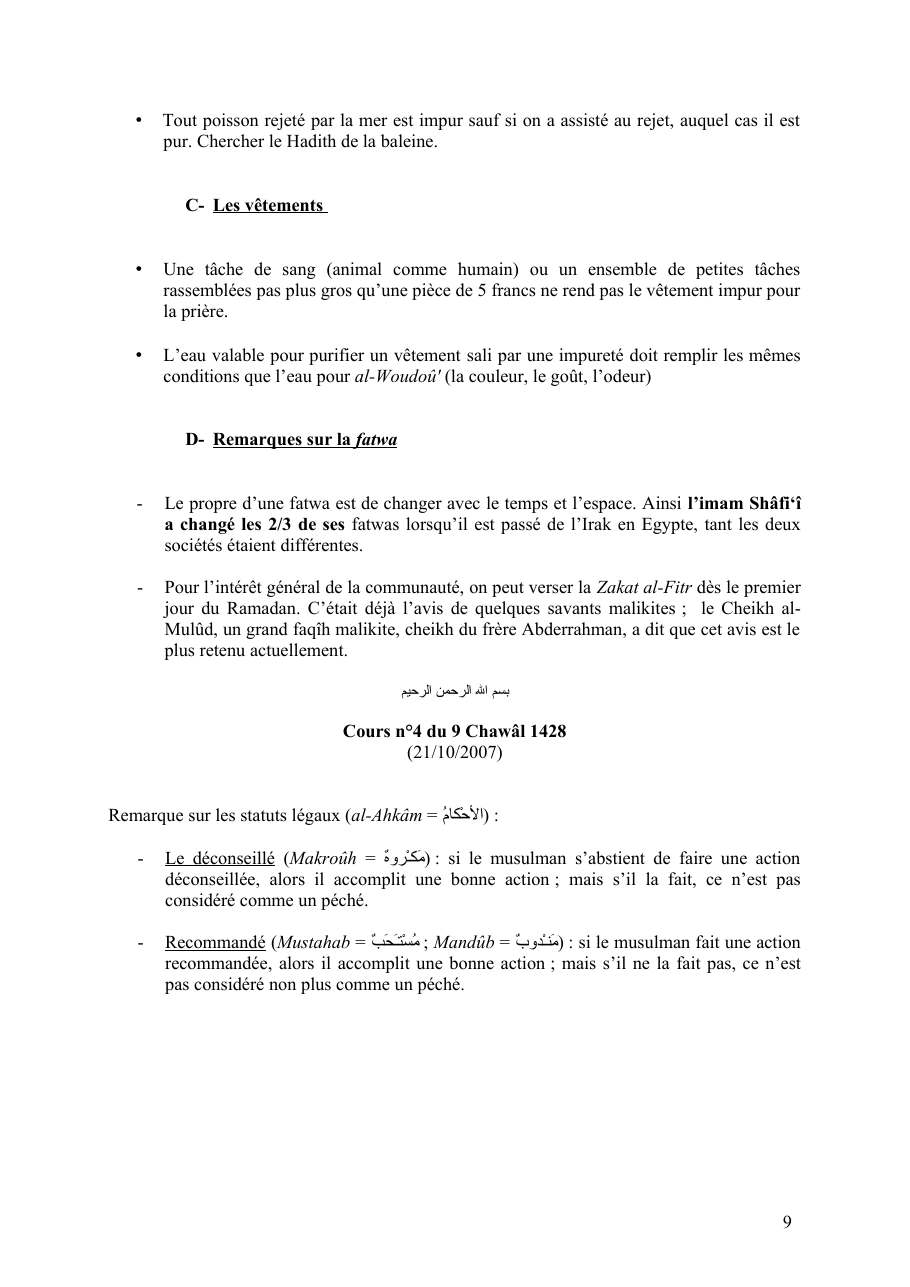 • Tout poisson rejeté par la mer est impur sauf si on a assisté au rejet, auquel cas il est
pur. Chercher le Hadith de la baleine.
C- Les vêtements
• Une tâche de sang (animal comme humain) ou un ensemble de petites tâches
rassemblées pas plus gros qu’une pièce de 5 francs ne rend pas le vêtement impur pour
la prière.
• L’eau valable pour purifier un vêtement sali par une impureté doit remplir les mêmes
conditions que l’eau pour al-Woudoû' (la couleur, le goût, l’odeur)
D- Remarques sur la fatwa
- Le propre d’une fatwa est de changer avec le temps et l’espace. Ainsi l’imam Shâfi‘î
a changé les 2/3 de ses fatwas lorsqu’il est passé de l’Irak en Egypte, tant les deux
sociétés étaient différentes.
- Pour l’intérêt général de la communauté, on peut verser la Zakat al-Fitr dès le premier
jour du Ramadan. C’était déjà l’avis de quelques savants malikites ; le Cheikh al-
Mulûd, un grand faqîh malikite, cheikh du frère Abderrahman, a dit que cet avis est le
plus retenu actuellement.
بسم الله الرحمن الرحيم
Cours n°4 du 9 Chawâl 1428
(21/10/2007)
Remarque sur les statuts légaux (al-Ahkâm = الأحْكامُ) :
- Le déconseillé (Makroûh = مَكْـروهٌ) : si le musulman s’abstient de faire une action
déconseillée, alors il accomplit une bonne action ; mais s’il la fait, ce n’est pas
considéré comme un péché.
- Recommandé (Mustahab = مُسْتَـحَـبٌ ; Mandûb = مَنـْدوبٌ) : si le musulman fait une action
recommandée, alors il accomplit une bonne action ; mais s’il ne la fait pas, ce n’est
pas considéré non plus comme un péché.
9